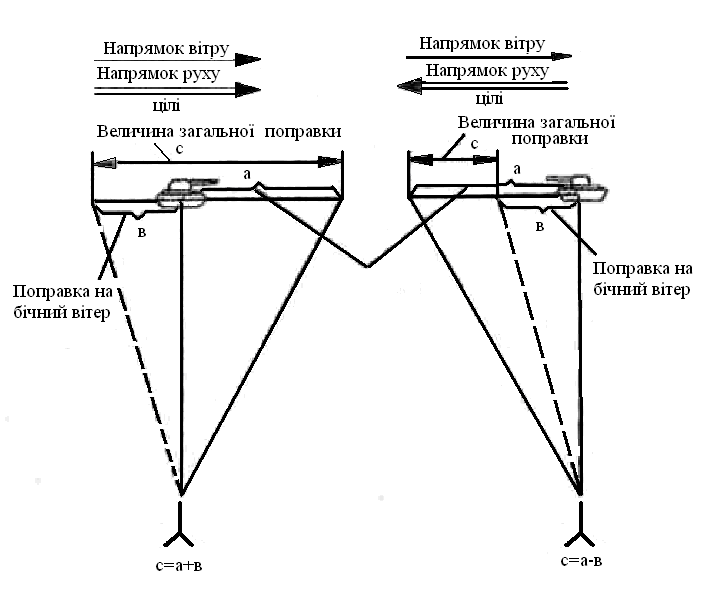 Напрямок вітру
Напрямок руху
цілі
Величина загальної поправки
с
а
в
Поправка на
бічний вітер
с=а+в
Напрямок вітру
Напрямок руху
цілі
Величина загальної
поправки
с
а
в
Поправка на
бічний вітер
с=а-в